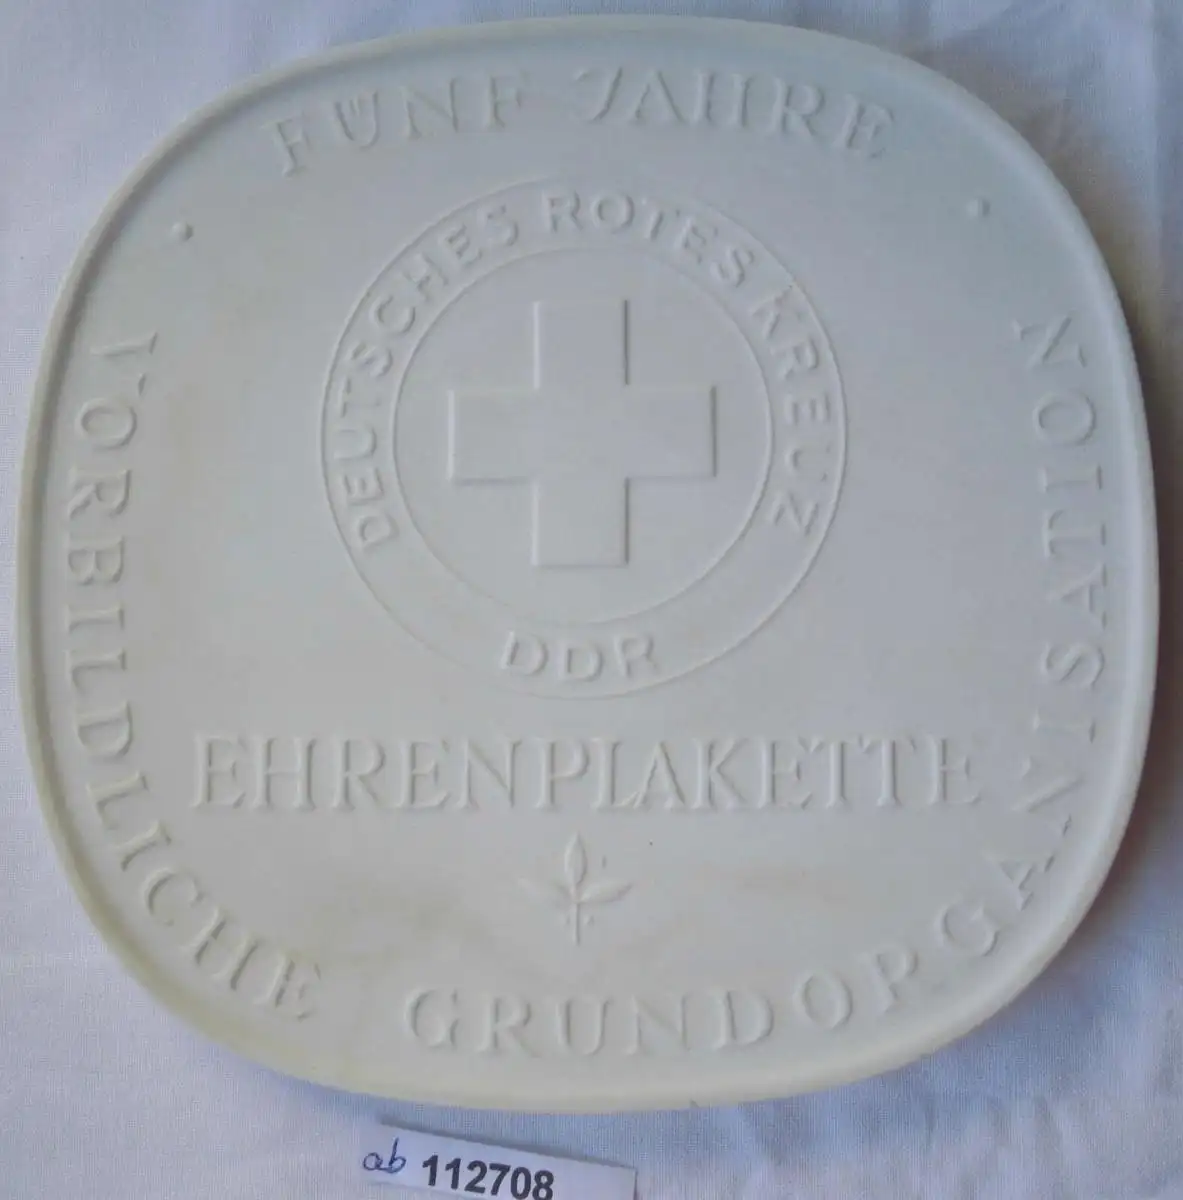 FÜNF JAHRE
DEUTSCHES ROTES KREUZ
DDR
EHRENPLAKETTE
VORBILDLICHE GRUNDORGANISATION
ab 112708